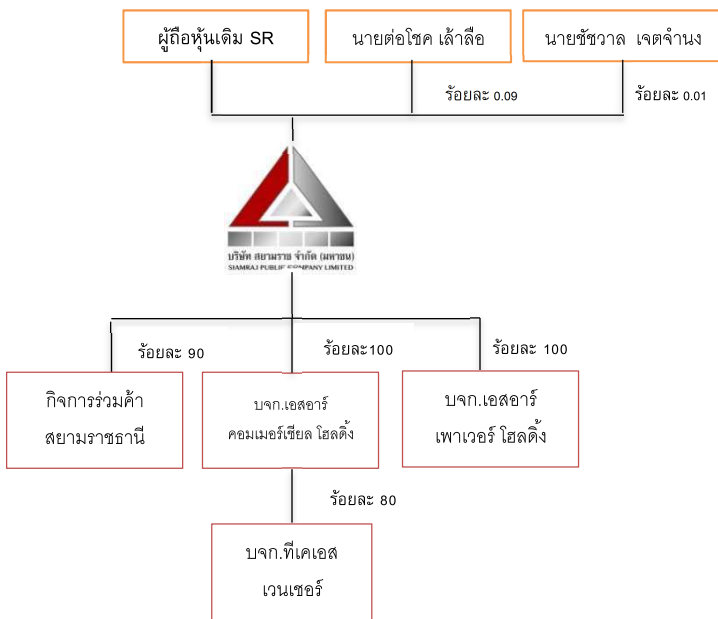 ผู้ถือหุ้นเดิม SR
นายต่อโชค เล้าลือ
นายชัชวาล เจตจำนง
ร้อยละ 0.09
ร้อยละ 0.01
บริษัท สยามราช จำกัด (มหาชน)
SIAMRAJ PUBLIC COMPANY LIMITED
ร้อยละ 90
ร้อยละ100
ร้อยละ 100
กิจการร่วมค้า
สยามราชธานี
บจก.เอสอาร์
คอมเมอร์เชียล โฮลดิ้ง
บจก.เอสอาร์
เพาเวอร์ โฮลดิ้ง
ร้อยละ 80
บจก.ทีเคเอส
เวนเชอร์